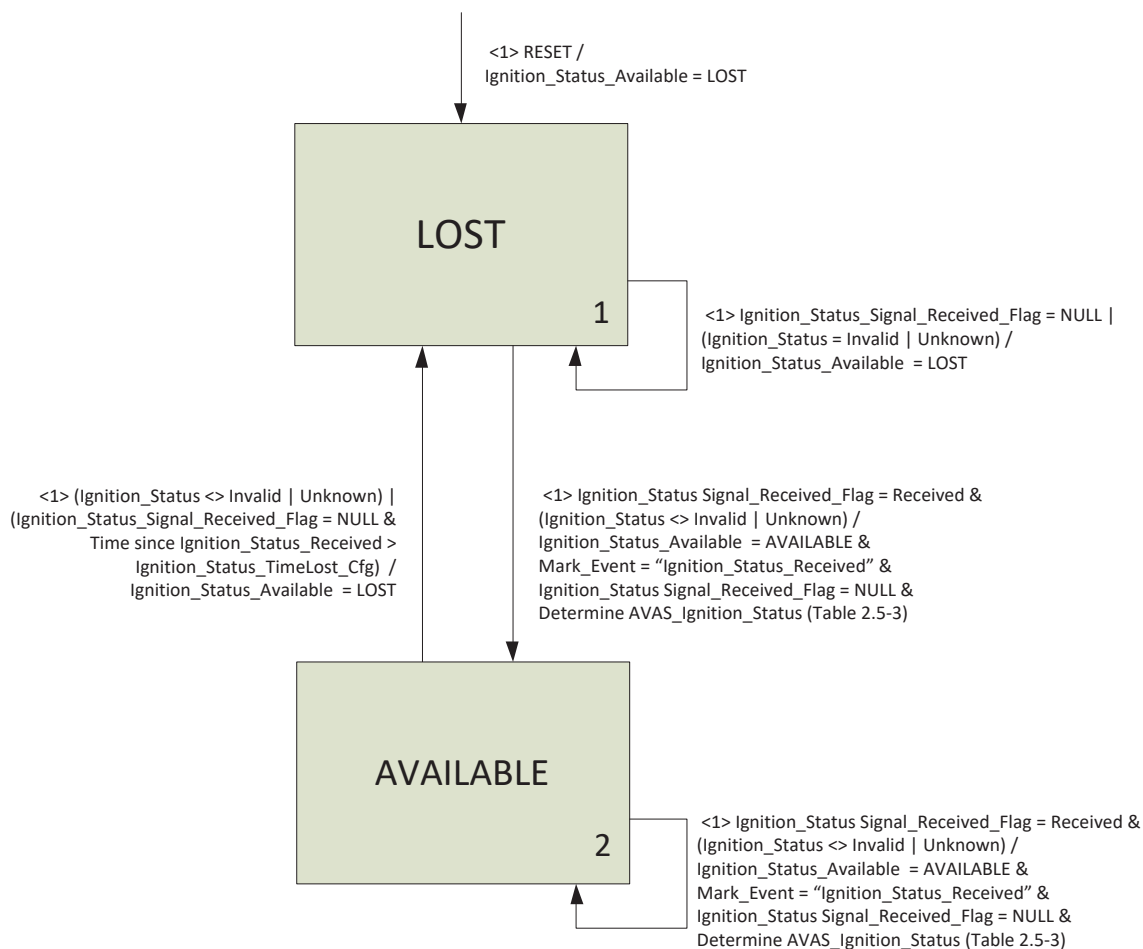 <1> RESET /
Ignition_Status_Available = LOST
LOST
1
<1> Ignition_Status_Signal_Received_Flag = NULL |
(Ignition_Status = Invalid | Unknown) /
Ignition_Status_Available  = LOST
<1> (Ignition_Status <> Invalid | Unknown) |
(Ignition_Status_Signal_Received_Flag = NULL &
Time since Ignition_Status_Received >
Ignition_Status_TimeLost_Cfg)  /
Ignition_Status_Available  = LOST
<1> Ignition_Status Signal_Received_Flag = Received &
(Ignition_Status <> Invalid | Unknown) /
Ignition_Status_Available  = AVAILABLE &
Mark_Event = “Ignition_Status_Received” &
Ignition_Status Signal_Received_Flag = NULL &
Determine AVAS_Ignition_Status (Table 2.5-3)
AVAILABLE
2
<1> Ignition_Status Signal_Received_Flag = Received &
(Ignition_Status <> Invalid | Unknown) /
Ignition_Status_Available  = AVAILABLE &
Mark_Event = “Ignition_Status_Received” &
Ignition_Status Signal_Received_Flag = NULL &
Determine AVAS_Ignition_Status (Table 2.5-3)